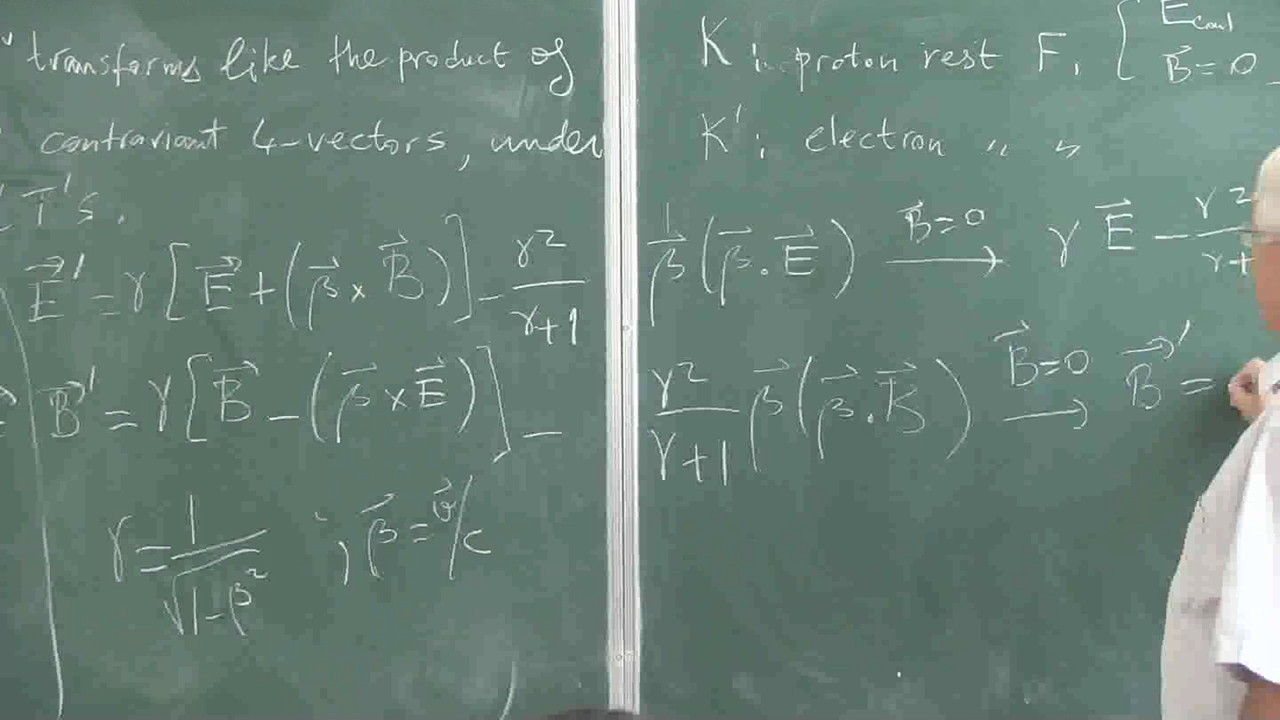 transforms like the product of
contravariant 4-vectors, under
T's.
E⃗' = γ[E⃗ + (β⃗ × B⃗)] - γ²/(γ+1)
B⃗' = γ[B⃗ - (β⃗ × E⃗)] -
γ = 1/√(1-β²) ; β⃗ = v⃗/c
K: proton rest F, { E_coul
B⃗ = 0
K': electron " "
β⃗(β⃗.E⃗) B⃗=0 → γE⃗ - γ²/γ+
γ²/(γ+1) β⃗(β⃗.B⃗) B⃗=0 → B⃗' =